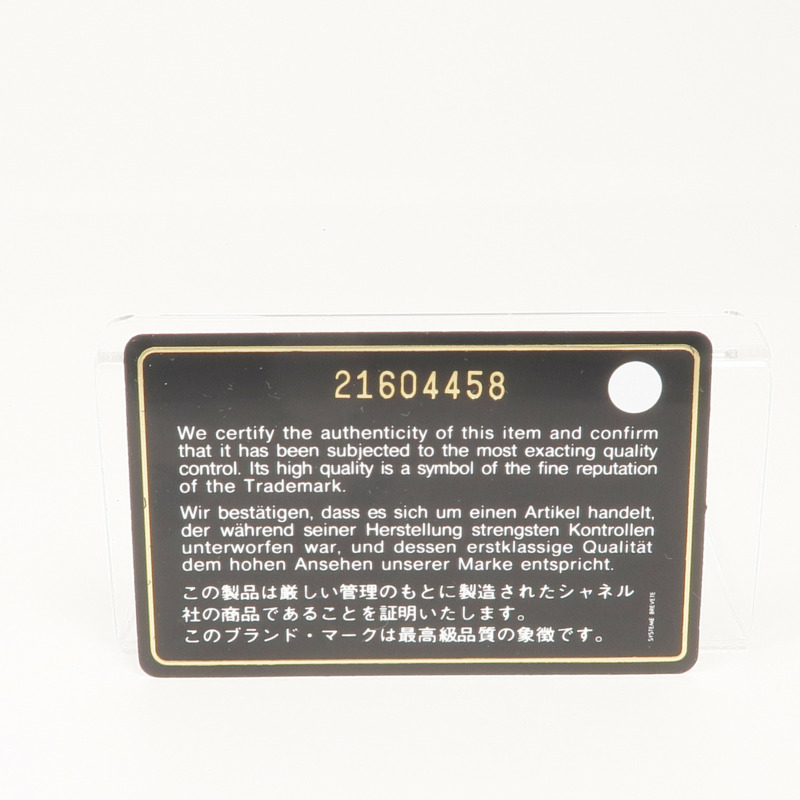 21604458
We certify the authenticity of this item and confirm
that it has been subjected to the most exacting quality
control. Its high quality is a symbol of the fine reputation
of the Trademark.
Wir bestätigen, dass es sich um einen Artikel handelt,
der während seiner Herstellung strengsten Kontrollen
unterworfen war, und dessen erstklassige Qualität
dem hohen Ansehen unserer Marke entspricht.
この製品は厳しい管理のもとに製造されたシャネル
社の商品であることを証明いたします。
このブランド・マークは最高級品質の象徴です。
SYSTEME BREVETE